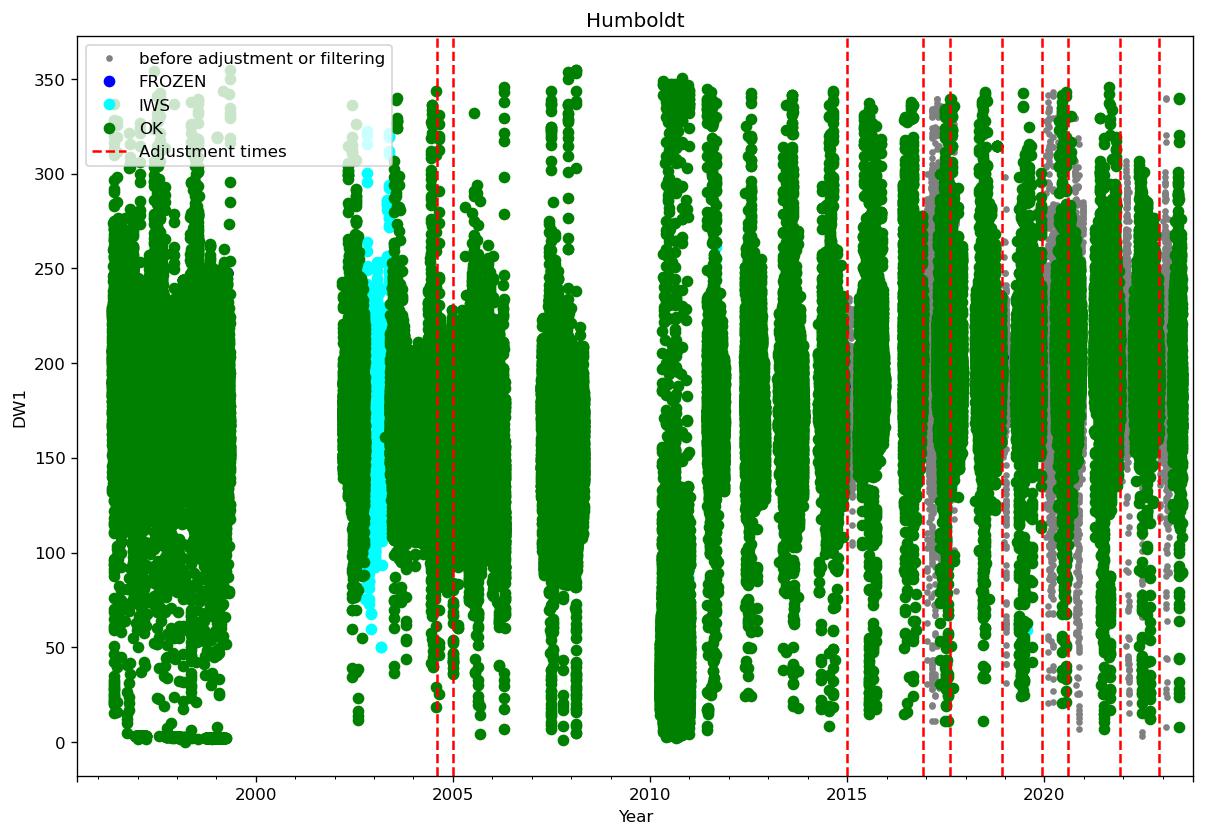 Humboldt
before adjustment or filtering
FROZEN
IWS
OK
Adjustment times
350
300
250
200
150
100
50
0
DW1
2000 2005 2010 2015 2020
Year